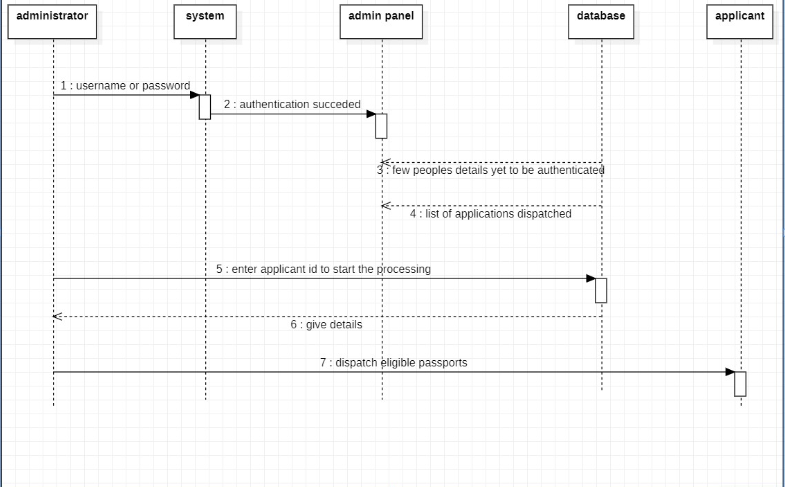 administrator
system
admin panel
database
applicant
1 : username or password
2 : authentication succeded
3 : few peoples details yet to be authenticated
4 : list of applications dispatched
5 : enter applicant id to start the processing
6 : give details
7 : dispatch eligible passports